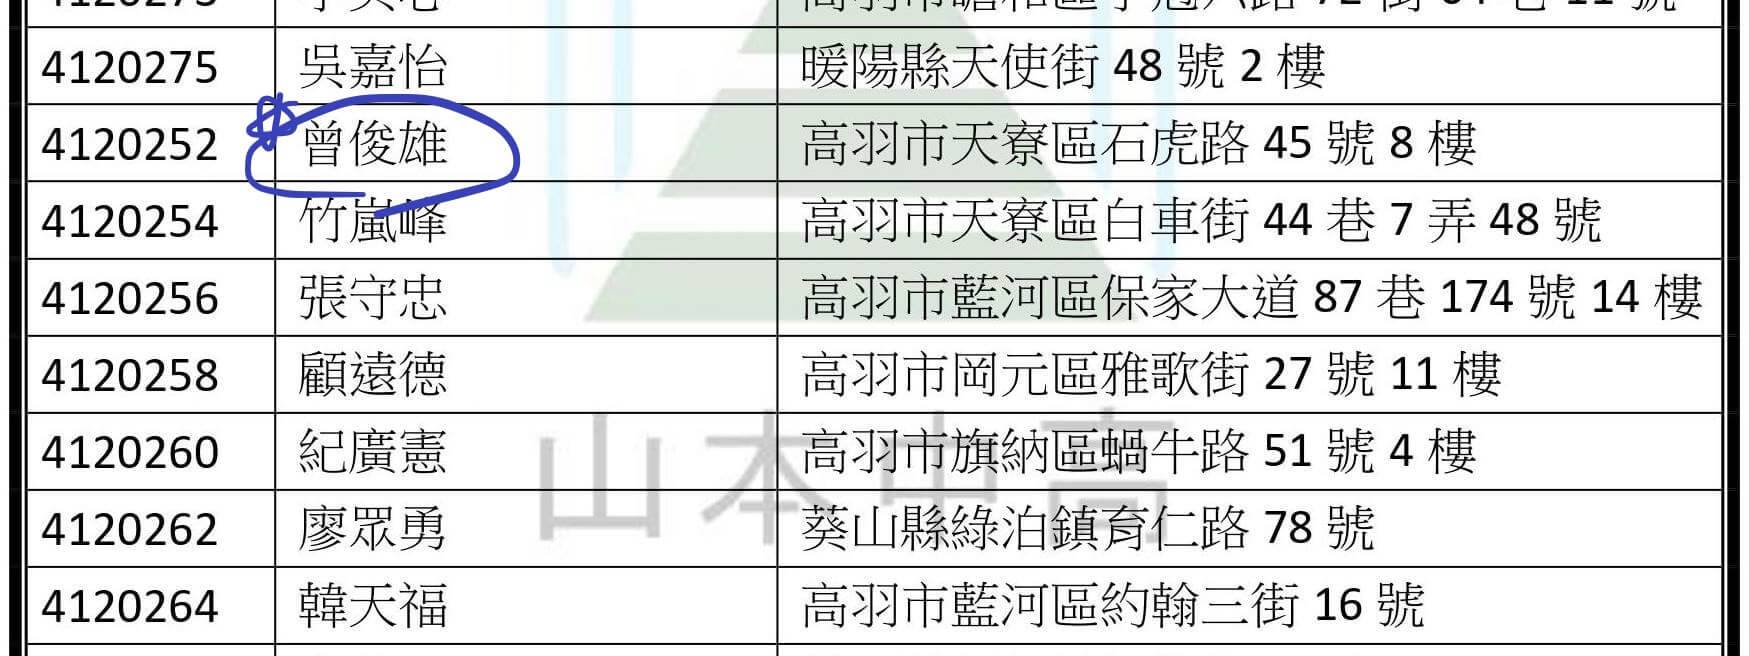 4120275 吳嘉怡 暖陽縣天使街 48 號 2 樓
4120252 曾俊雄 高羽市天寮區石虎路 45 號 8 樓
4120254 竹嵐峰 高羽市天寮區白車街 44 巷 7 弄 48 號
4120256 張守忠 高羽市藍河區保家大道 87 巷 174 號 14 樓
4120258 顧遠德 高羽市岡元區雅歌街 27 號 11 樓
4120260 紀廣憲 高羽市旗納區蝸牛路 51 號 4 樓
山本中高
4120262 廖眾勇 葵山縣綠泊鎮育仁路 78 號
4120264 韓天福 高羽市藍河區約翰三街 16 號